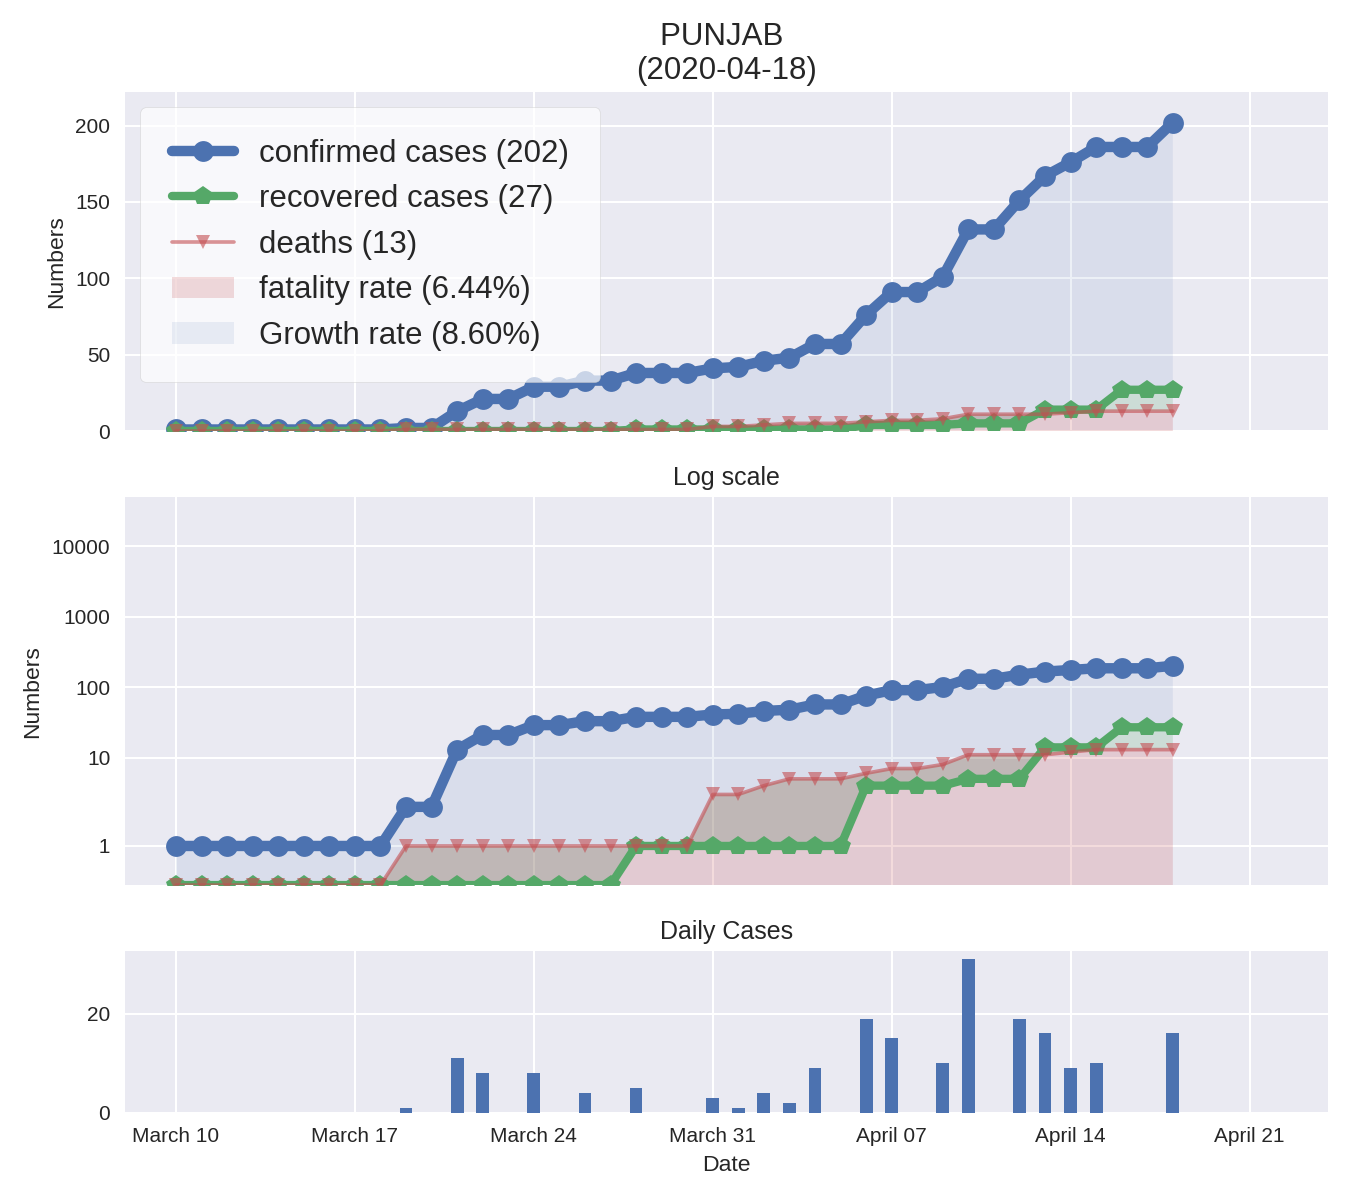 PUNJAB
(2020-04-18)
Numbers
200
150
100
50
0
confirmed cases (202)
recovered cases (27)
deaths (13)
fatality rate (6.44%)
Growth rate (8.60%)
Log scale
Numbers
10000
1000
100
10
1
Daily Cases
20
0
March 10 March 17 March 24 March 31 April 07 April 14 April 21
Date